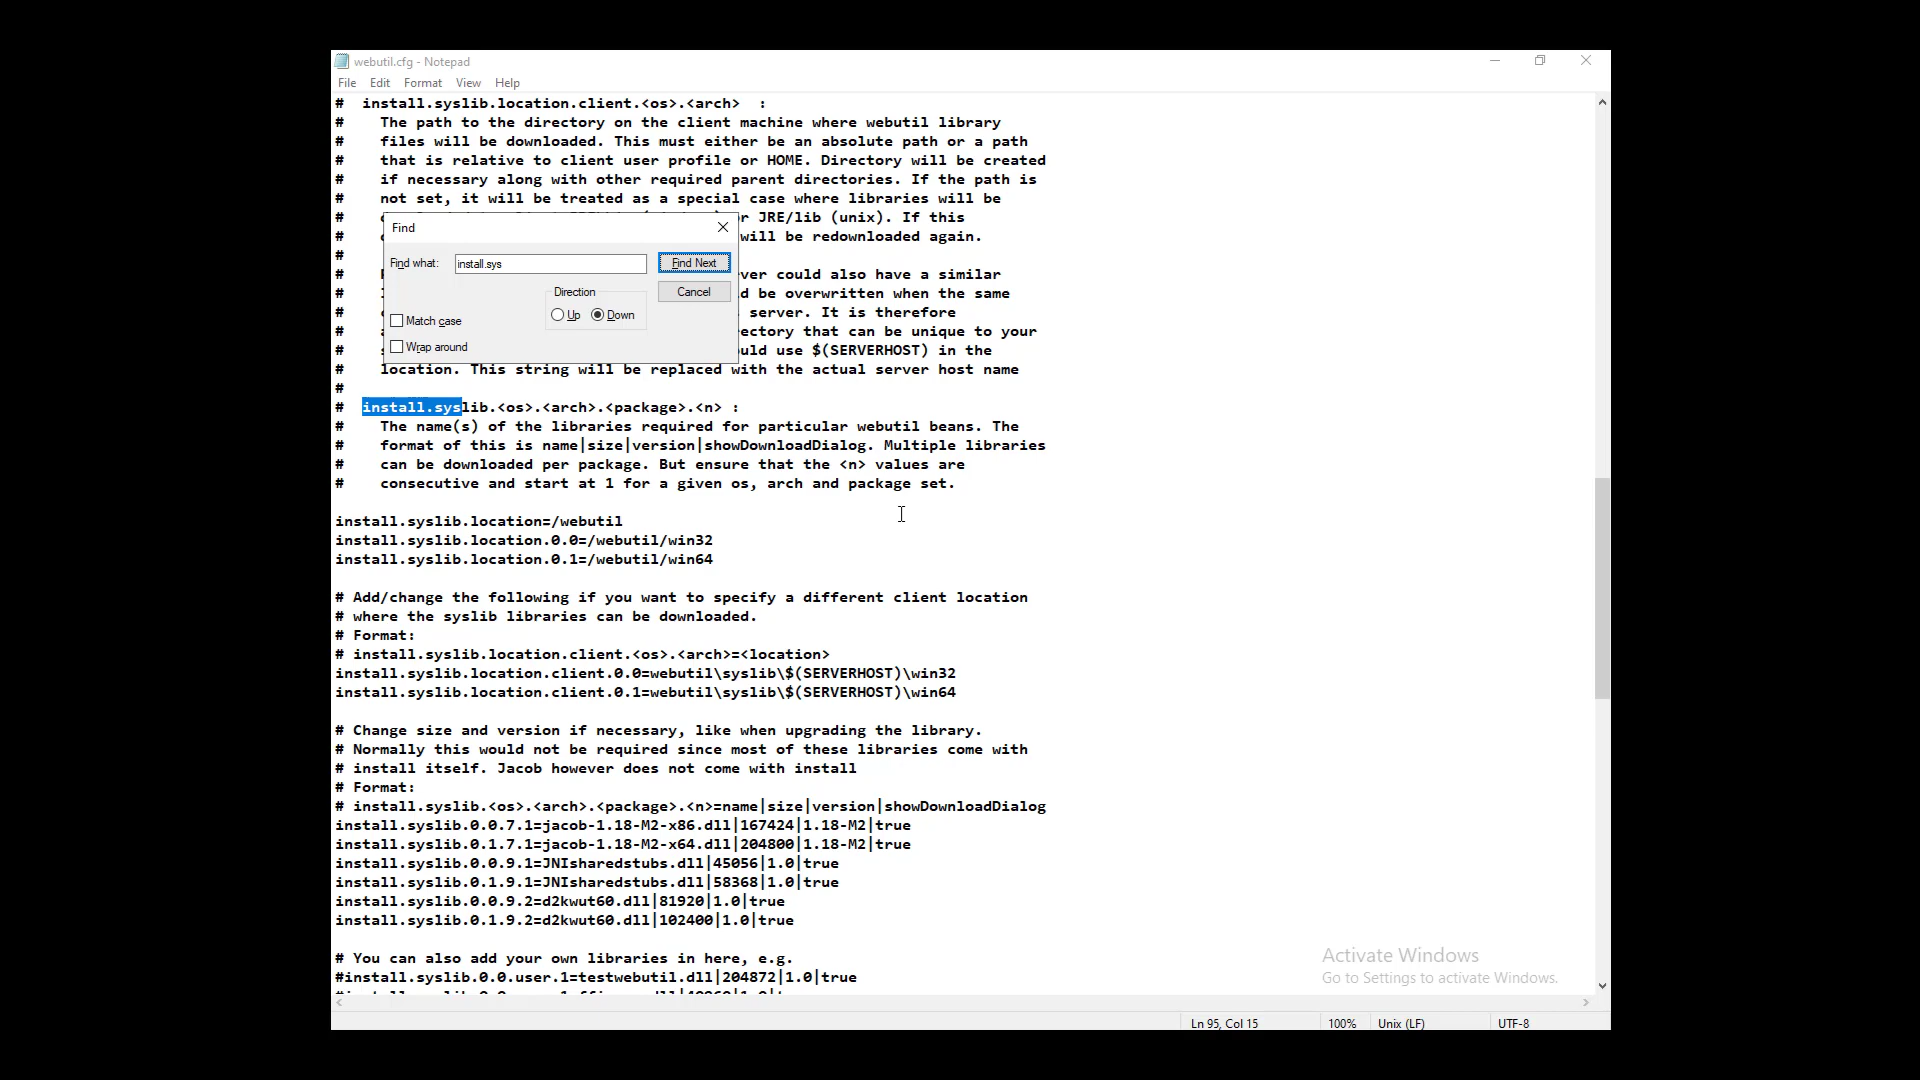 webutil.cfg - Notepad
File Edit Format View Help
# install.syslib.location.client.<os>.<arch> :
# The path to the directory on the client machine where webutil library
# files will be downloaded. This must either be an absolute path or a path
# that is relative to client user profile or HOME. Directory will be created
# if necessary along with other required parent directories. If the path is
# not set, it will be treated as a special case where libraries will be
# r JRE/lib (unix). If this
# will be redownloaded again.
#
# ver could also have a similar
# d be overwritten when the same
# server. It is therefore
# ectory that can be unique to your
# uld use $(SERVERHOST) in the
# location. This string will be replaced with the actual server host name
#
# install.syslib.<os>.<arch>.<package>.<n> :
# The name(s) of the libraries required for particular webutil beans. The
# format of this is name|size|version|showDownloadDialog. Multiple libraries
# can be downloaded per package. But ensure that the <n> values are
# consecutive and start at 1 for a given os, arch and package set.
install.syslib.location=/webutil
install.syslib.location.0.0=/webutil/win32
install.syslib.location.0.1=/webutil/win64
# Add/change the following if you want to specify a different client location
# where the syslib libraries can be downloaded.
# Format:
# install.syslib.location.client.<os>.<arch>=<location>
install.syslib.location.client.0.0=webutil\syslib\$(SERVERHOST)\win32
install.syslib.location.client.0.1=webutil\syslib\$(SERVERHOST)\win64
# Change size and version if necessary, like when upgrading the library.
# Normally this would not be required since most of these libraries come with
# install itself. Jacob however does not come with install
# Format:
# install.syslib.<os>.<arch>.<package>.<n>=name|size|version|showDownloadDialog
install.syslib.0.0.7.1=jacob-1.18-M2-x86.dll|167424|1.18-M2|true
install.syslib.0.1.7.1=jacob-1.18-M2-x64.dll|204800|1.18-M2|true
install.syslib.0.0.9.1=JNIsharedstubs.dll|45056|1.0|true
install.syslib.0.1.9.1=JNIsharedstubs.dll|58368|1.0|true
install.syslib.0.0.9.2=d2kwut60.dll|81920|1.0|true
install.syslib.0.1.9.2=d2kwut60.dll|102400|1.0|true
# You can also add your own libraries in here, e.g.
#install.syslib.0.0.user.1=testwebutil.dll|204872|1.0|true
Find
Find what: install.sys Find Next
Direction Cancel
Up Down
Match case
Wrap around
Activate Windows
Go to Settings to activate Windows.
Ln 95, Col 15 100% Unix (LF) UTF-8